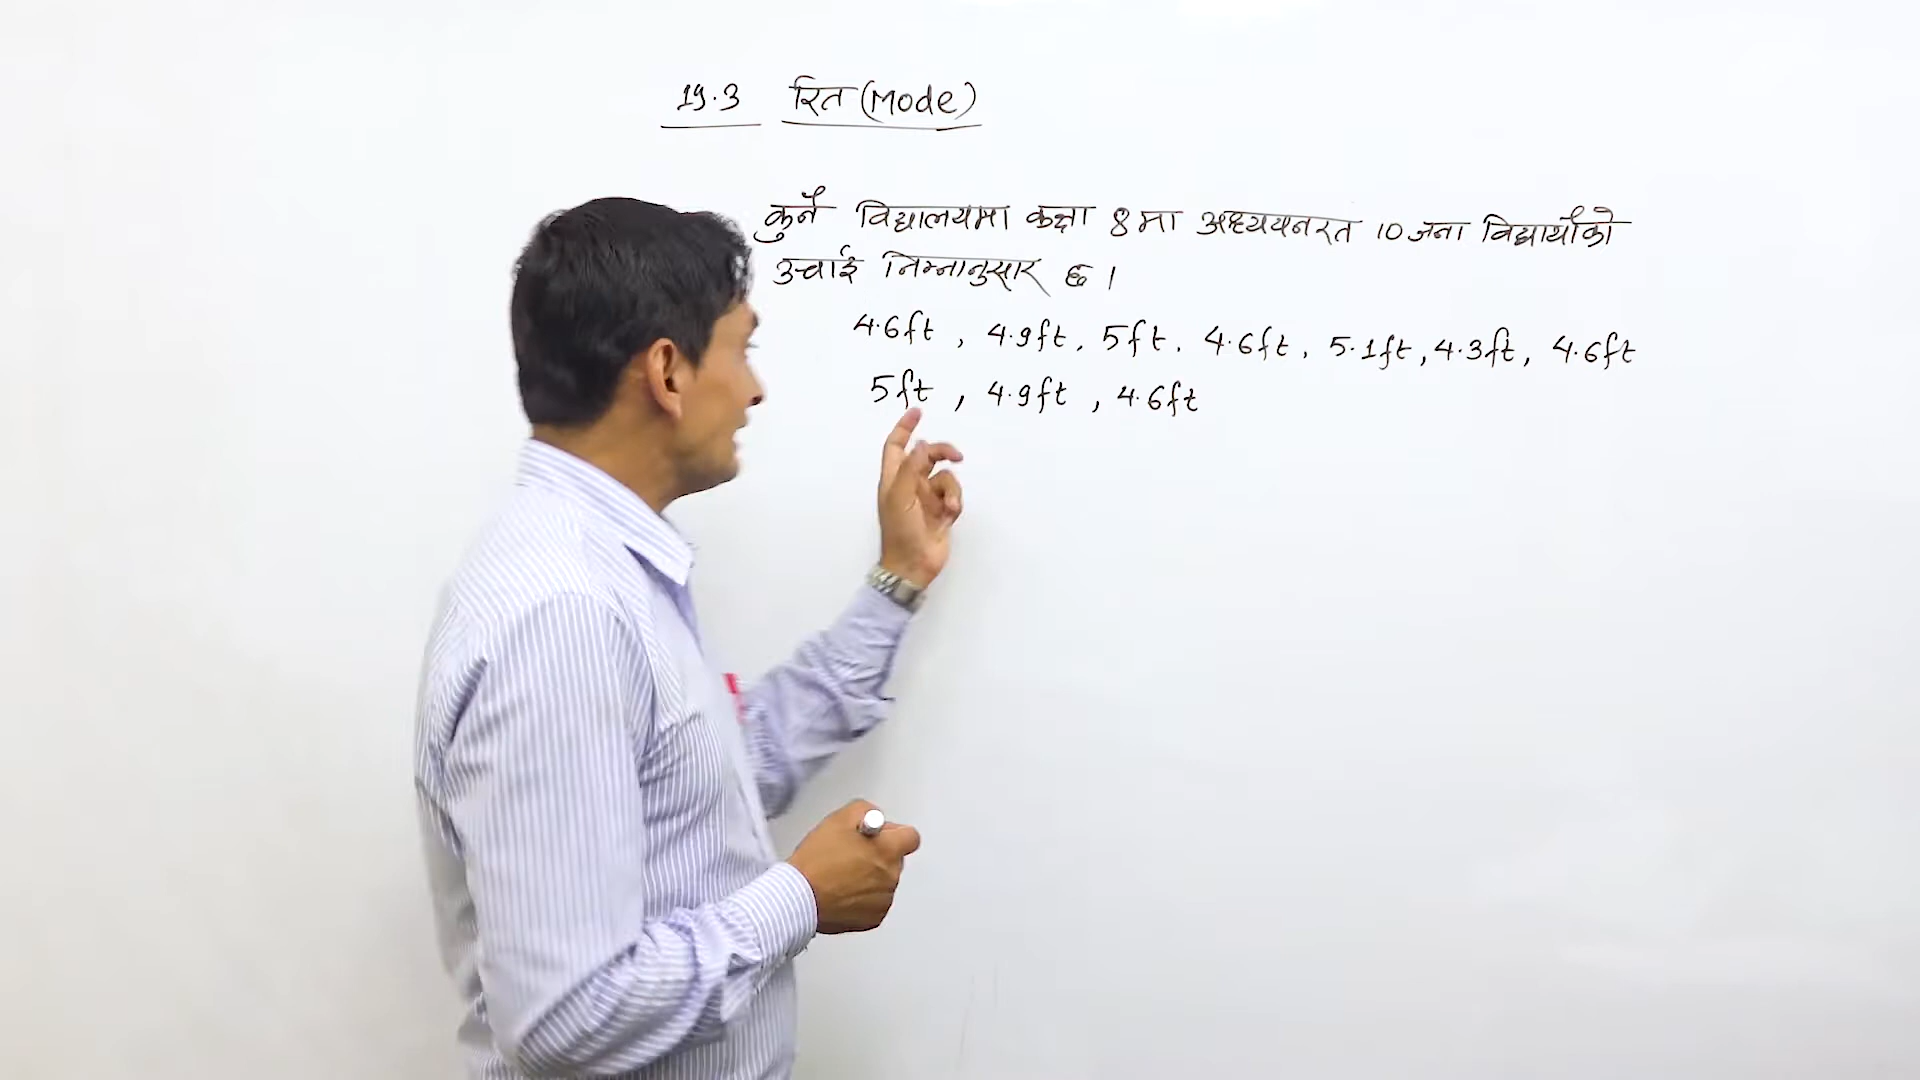 19.3 रित (Mode)
कुनै विद्यालयमा कक्षा 8 मा अध्ययनरत 10 जना विद्यार्थीको
उचाई निम्नानुसार छ ।
4.6ft , 4.9ft, 5ft. 4.6ft, 5.1ft, 4.3ft, 4.6ft
5ft , 4.9ft , 4.6ft